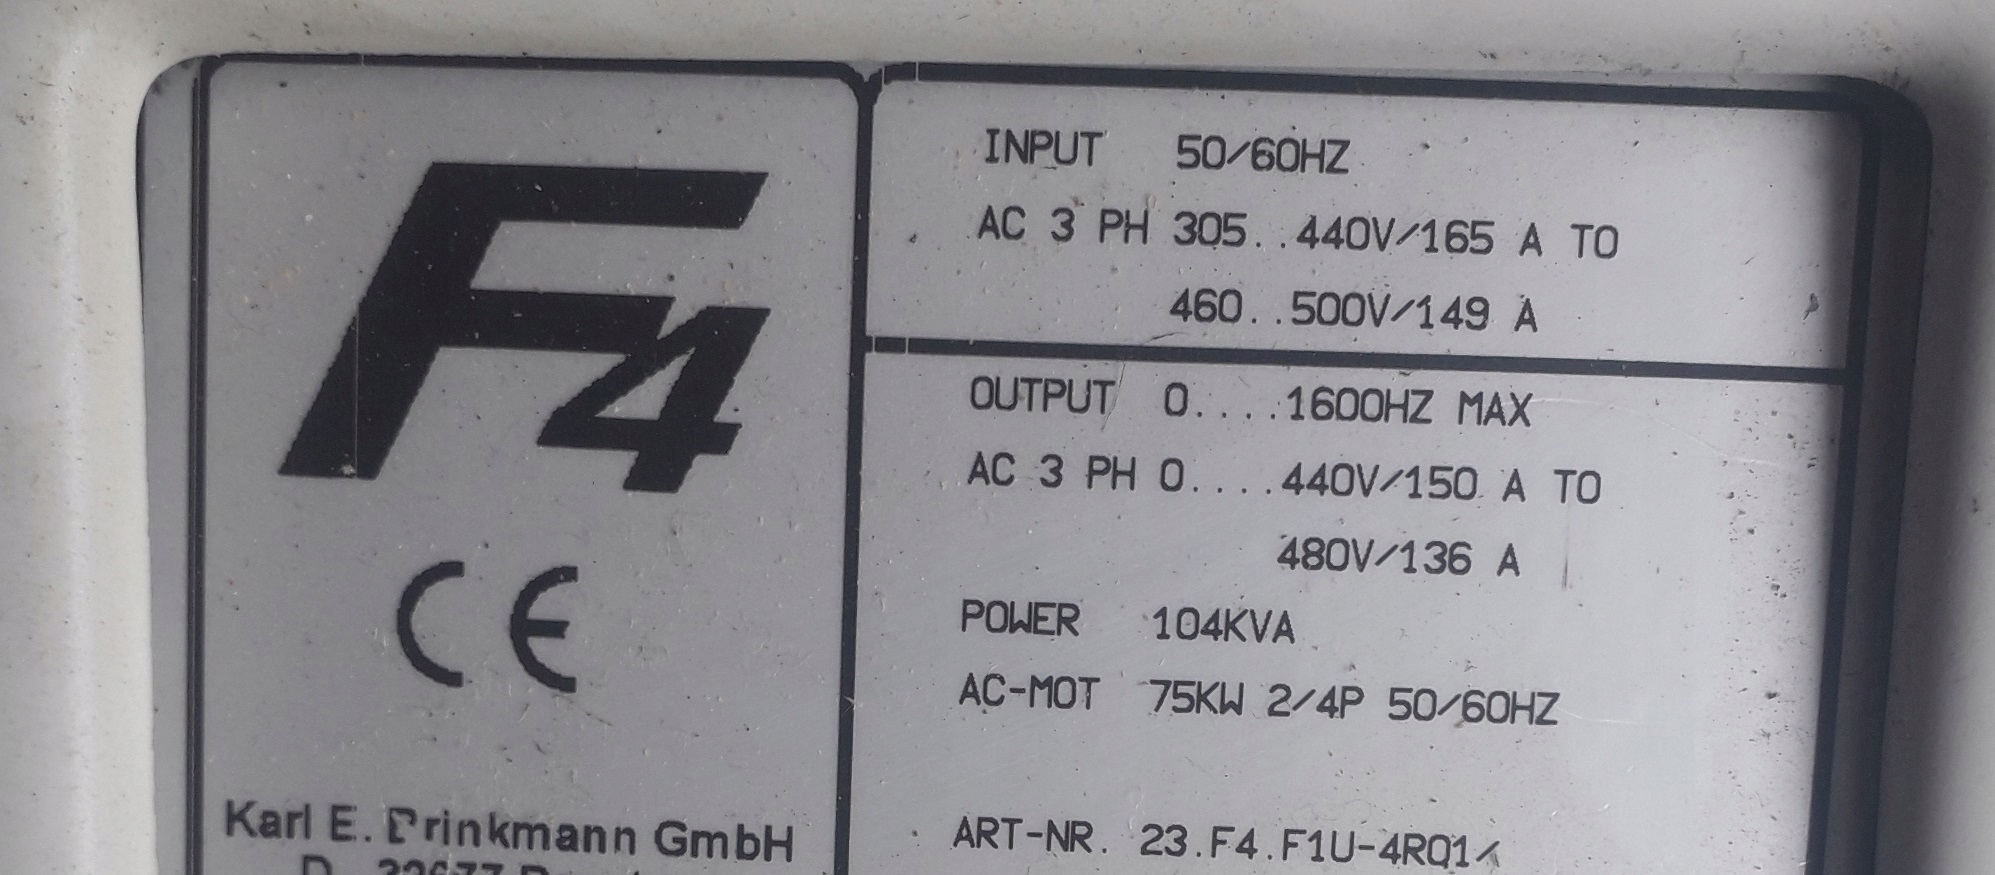 F4
CE
Karl E. Brinkmann GmbH
INPUT 50/60HZ
AC 3 PH 305..440V/165 A TO
460..500V/149 A
OUTPUT 0....1600HZ MAX
AC 3 PH 0....440V/150 A TO
480V/136 A
POWER 104KVA
AC-MOT 75KW 2/4P 50/60HZ
ART-NR. 23.F4.F1U-4R01/